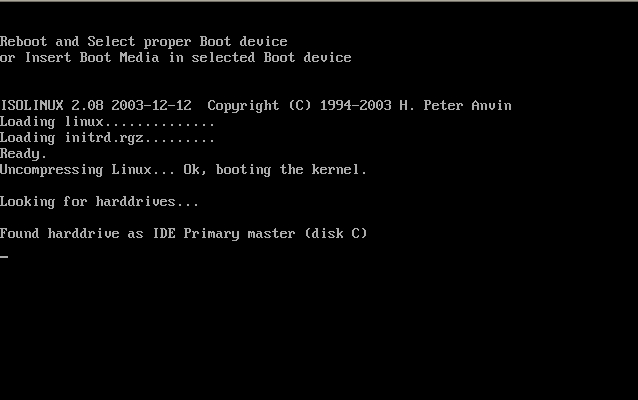 Reboot and Select proper Boot device
or Insert Boot Media in selected Boot device
ISOLINUX 2.08 2003-12-12 Copyright (C) 1994-2003 H. Peter Anvin
Loading linux..............
Loading initrd.rgz.........
Ready.
Uncompressing Linux... Ok, booting the kernel.
Looking for harddrives...
Found harddrive as IDE Primary master (disk C)